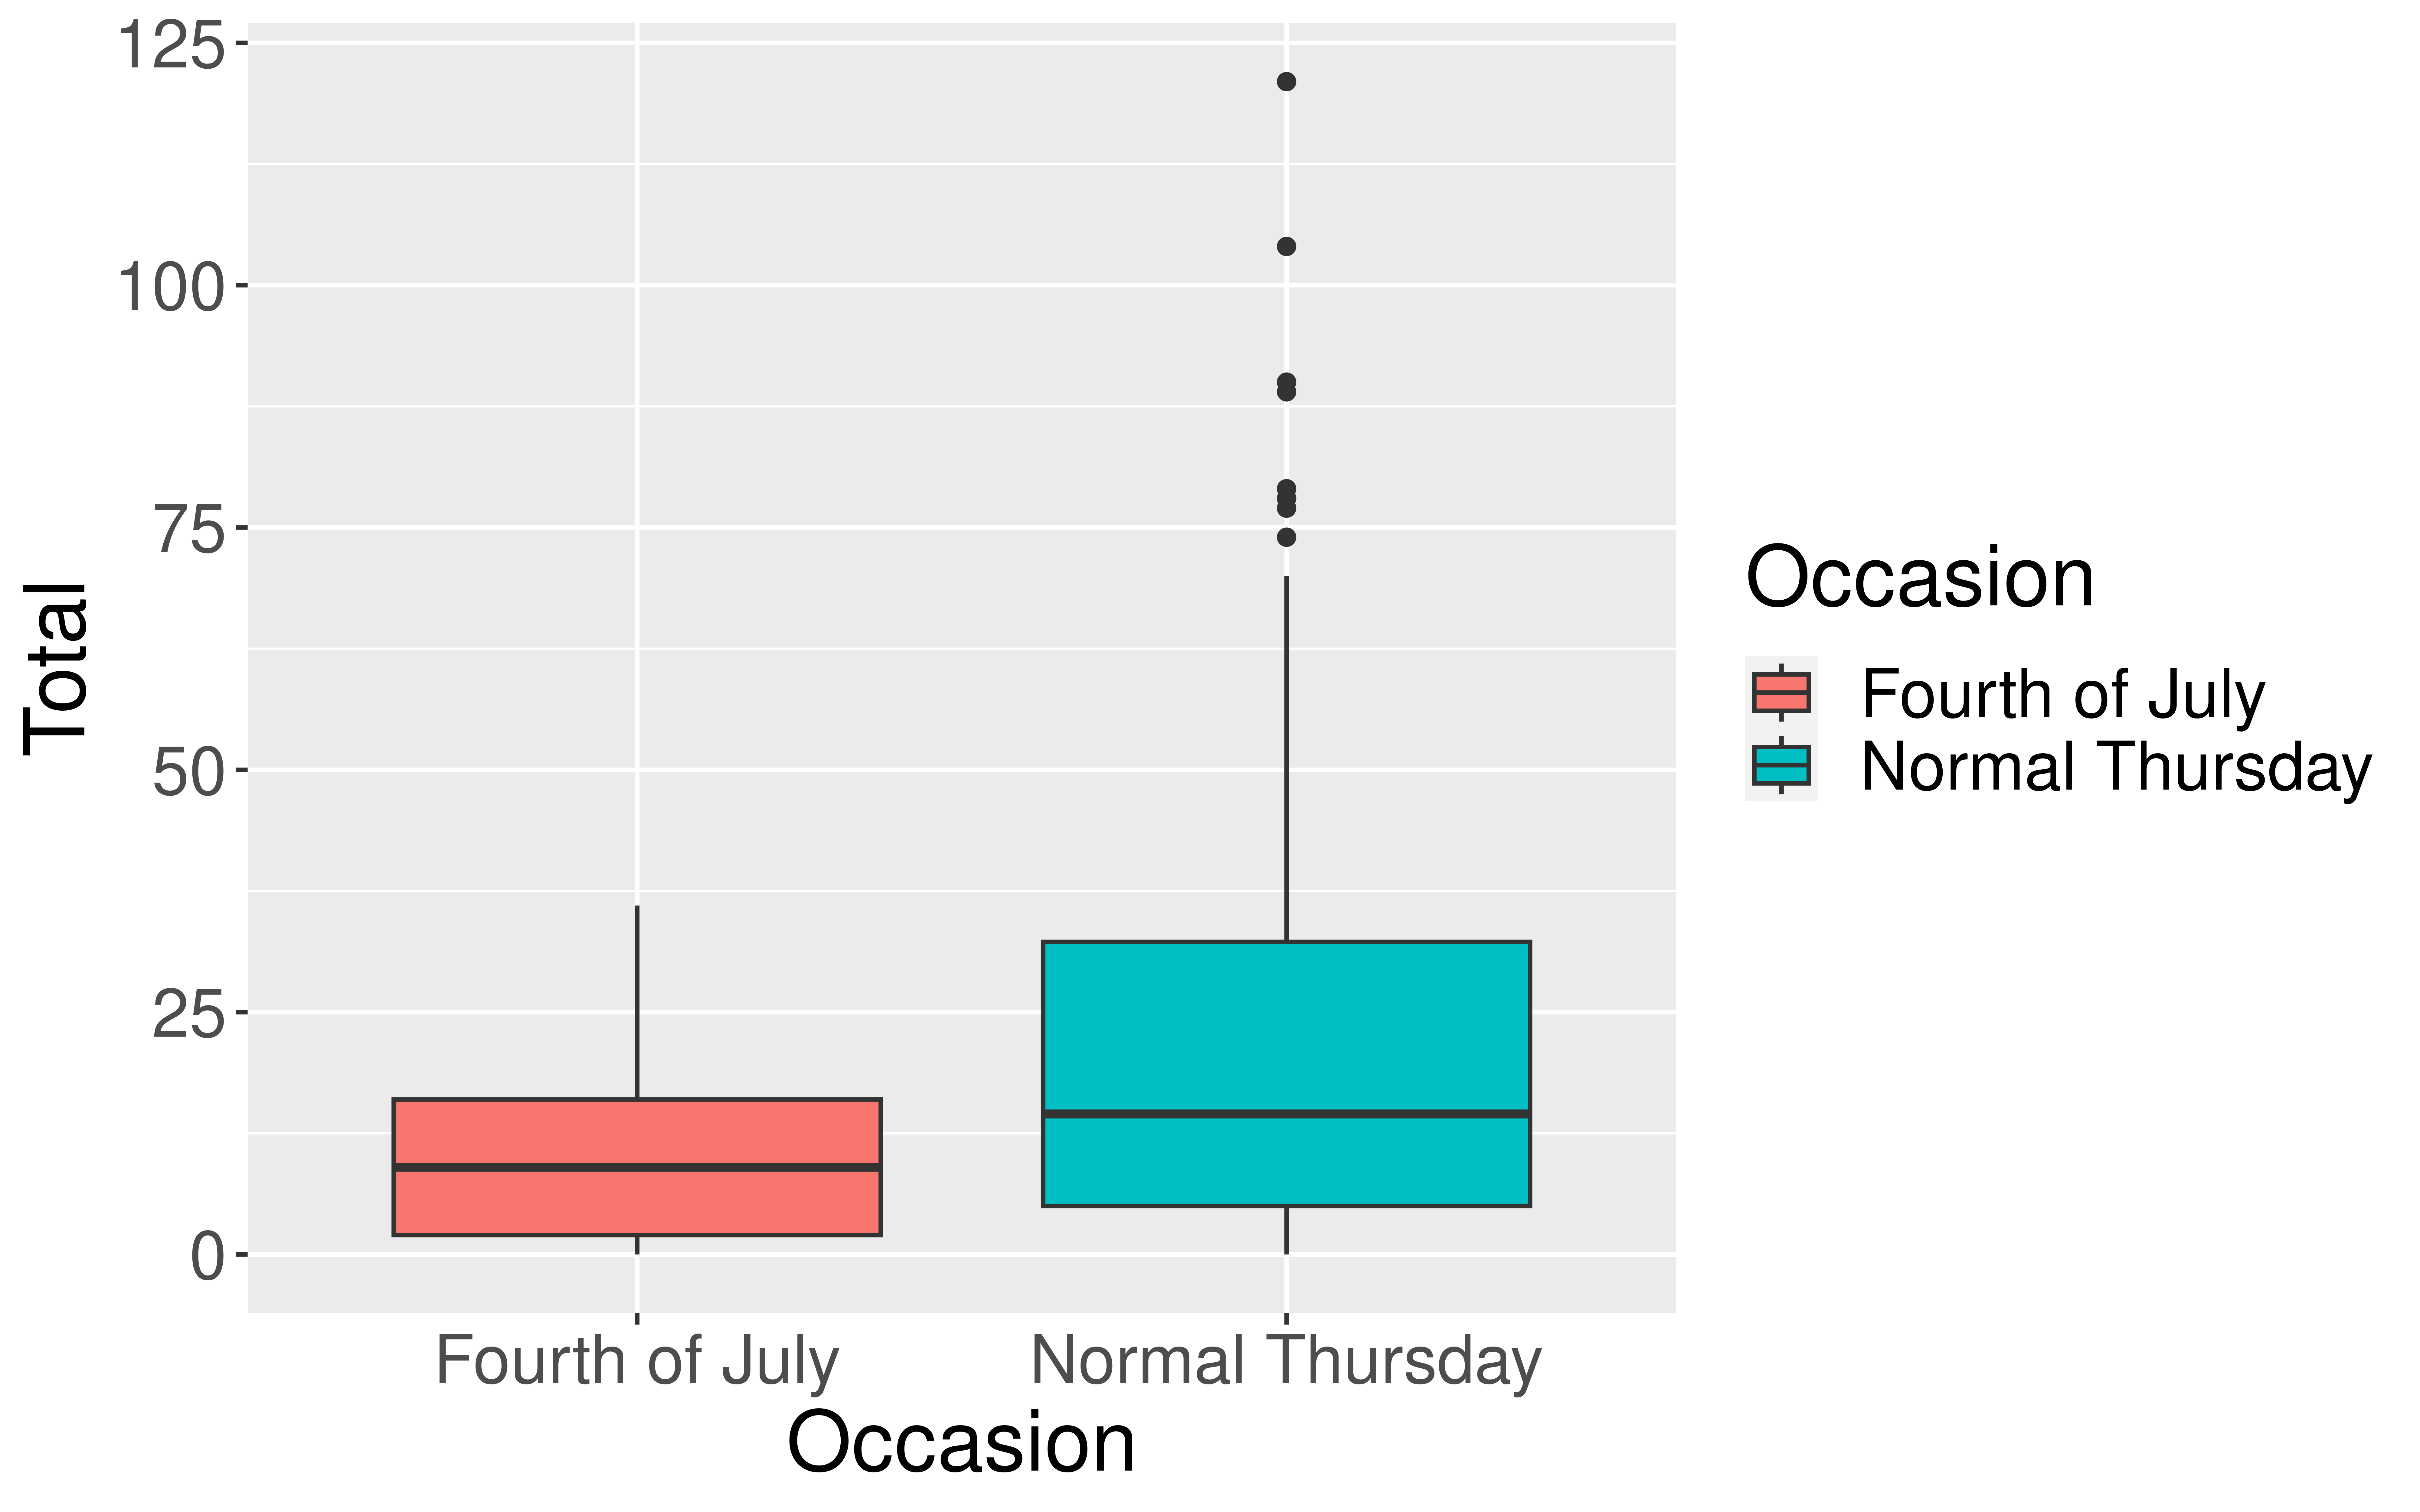 Total
125
100
75
50
25
0
Fourth of July
Normal Thursday
Occasion
Occasion
Fourth of July
Normal Thursday